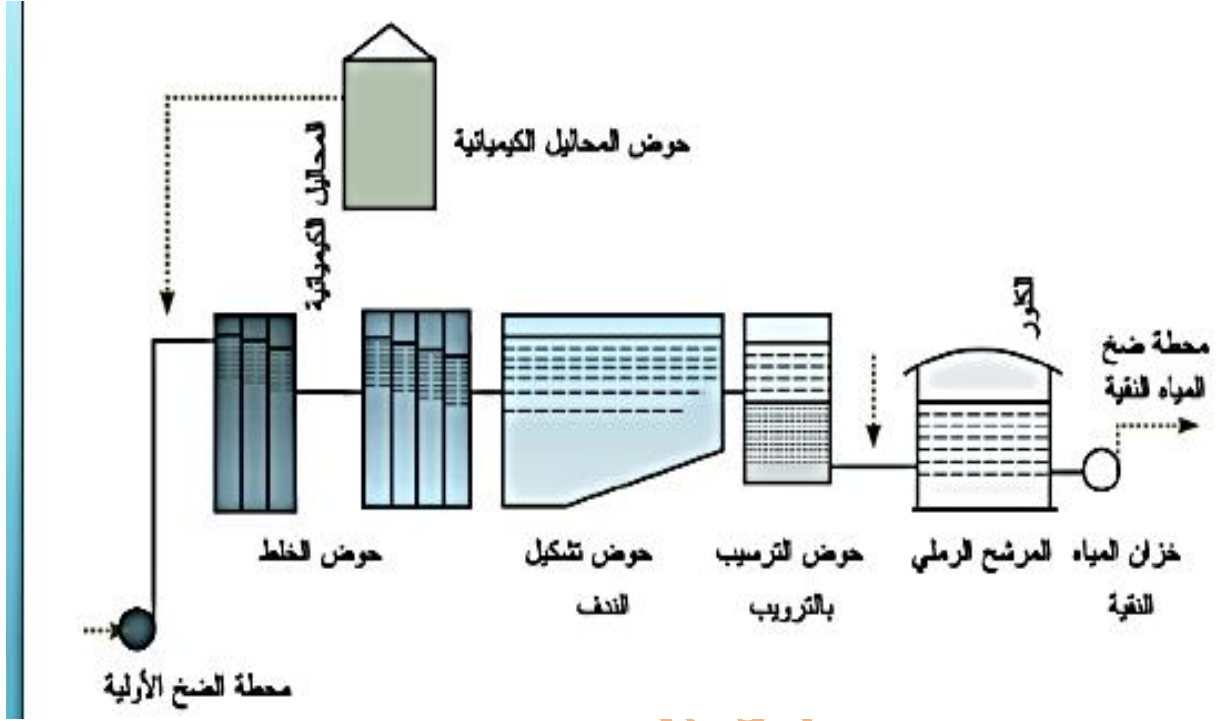 حوض المحاليل الكيميائية
المحاليل الكيميائية
الكلور
محطة ضخ
المياه النقية
حوض الخلط
حوض تشكيل
الندف
حوض الترسيب
بالترويب
المرشح الرملي
خزان المياه
النقية
محطة الضخ الأولية